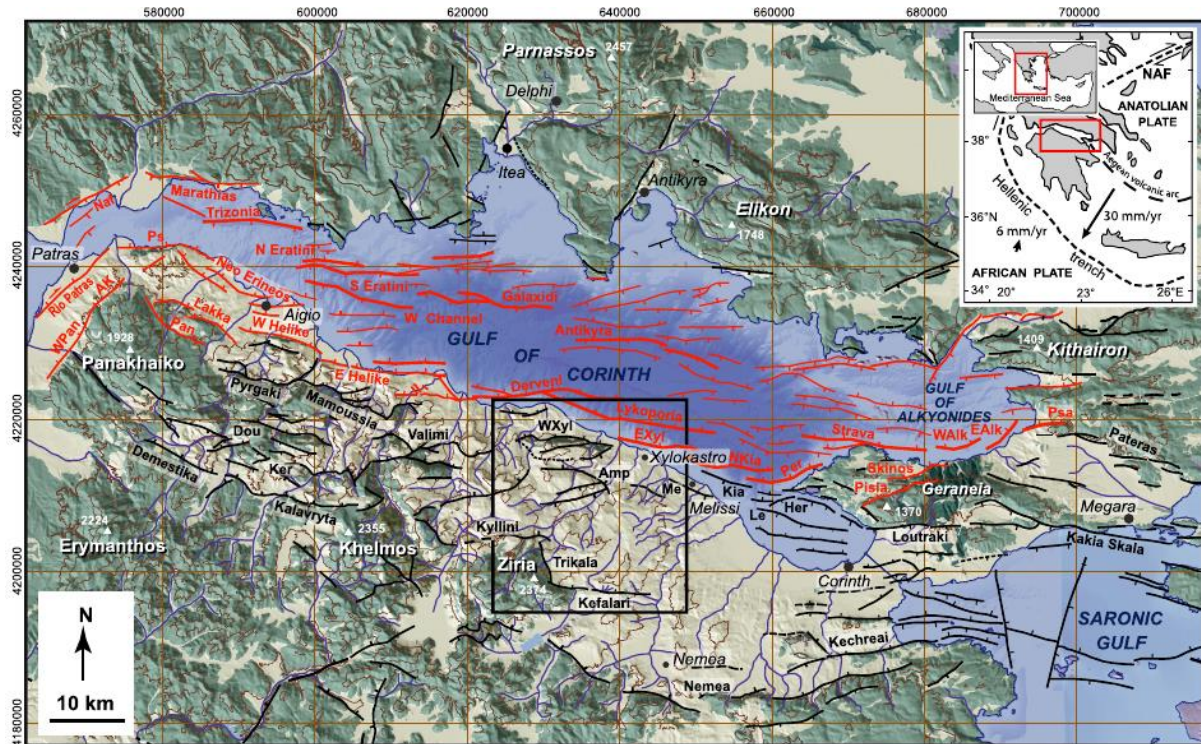 580000
600000
620000
640000
660000
680000
700000
4260000
4240000
4220000
4200000
4180000
Parnassos
2457
Delphi
Itea
Antikyra
Elikon
1748
Marathias
Trizonia
Naf
Ps
Patras
N Eratini
S Eratini
Galaxidi
Neo Erineos
Rio Patras
AK
WPan
Lakka
Pan
Aigio
W Helike
W Channel
GULF
OF
CORINTH
Antikyra
1928
Panakhaiko
E Helike
Derveni
Lykoporia
Pyrgaki
Mamoussia
Valimi
Dou
Ker
Demestika
Kalavryta
2224
Erymanthos
2355
Khelmos
WXyl
EXyl
Xylokastro
Amp
Me
Melissi
NKia
Per
Kia
Le
Her
Kyllini
Ziria
2374
Trikala
Kefalari
Corinth
Kechreai
Nemea
Nemea
1409
Kithairon
GULF
OF
ALKYONIDES
Strava
WAlk
EAlk
Psa
Pateras
Skinos
Pisia
Geraneia
1370
Loutraki
Megara
Kakia Skala
SARONIC
GULF
N
10 km
Mediterranean Sea
NAF
ANATOLIAN
PLATE
38°
Aegean volcanic arc
Hellenic
trench
36°N
30 mm/yr
6 mm/yr
AFRICAN PLATE
34°
20°
23°
26°E